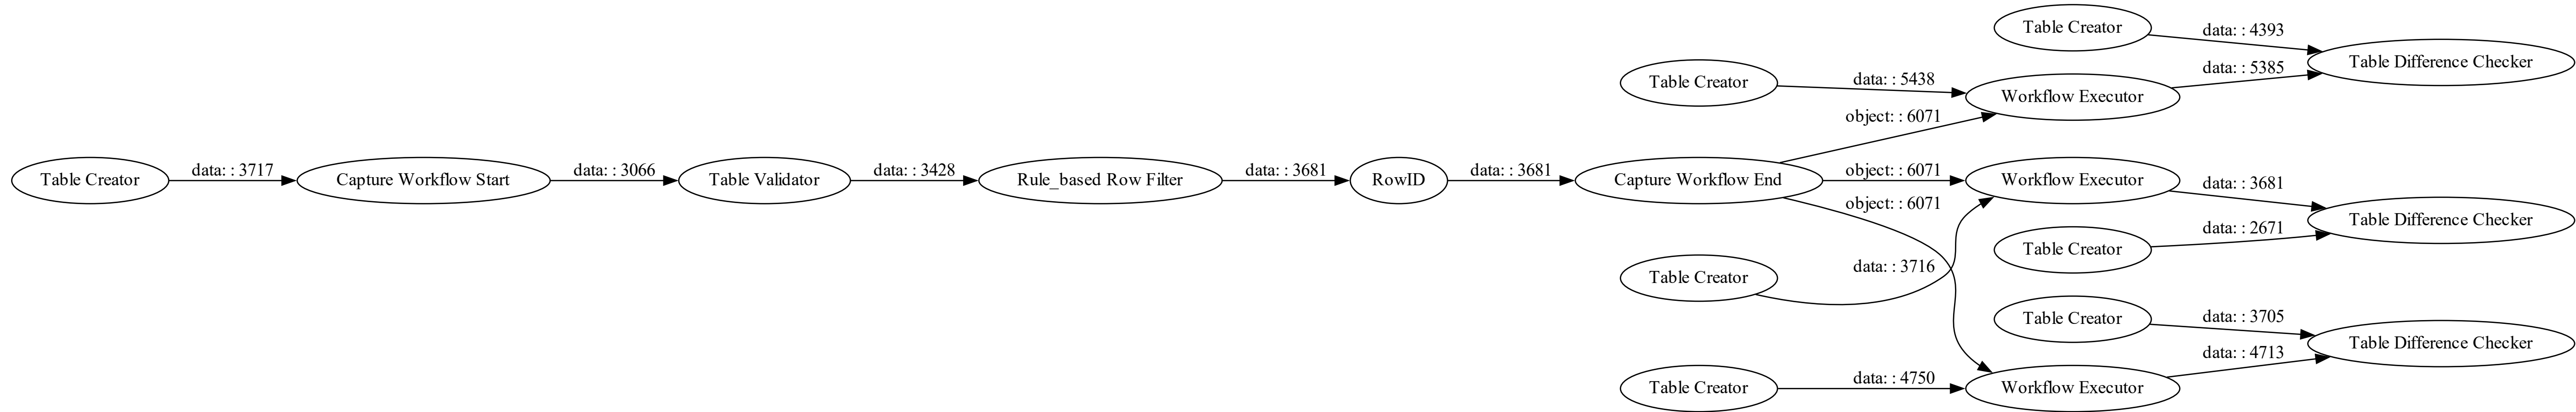 Table Creator
data: : 4393
Table Difference Checker
Table Creator
data: : 5438
Workflow Executor
data: : 5385
object: : 6071
Table Creator
data: : 3717
Capture Workflow Start
data: : 3066
Table Validator
data: : 3428
Rule_based Row Filter
data: : 3681
RowID
data: : 3681
Capture Workflow End
object: : 6071
Workflow Executor
data: : 3681
object: : 6071
Table Difference Checker
Table Creator
data: : 2671
Table Creator
data: : 3716
Table Creator
data: : 3705
Table Difference Checker
Table Creator
data: : 4750
Workflow Executor
data: : 4713